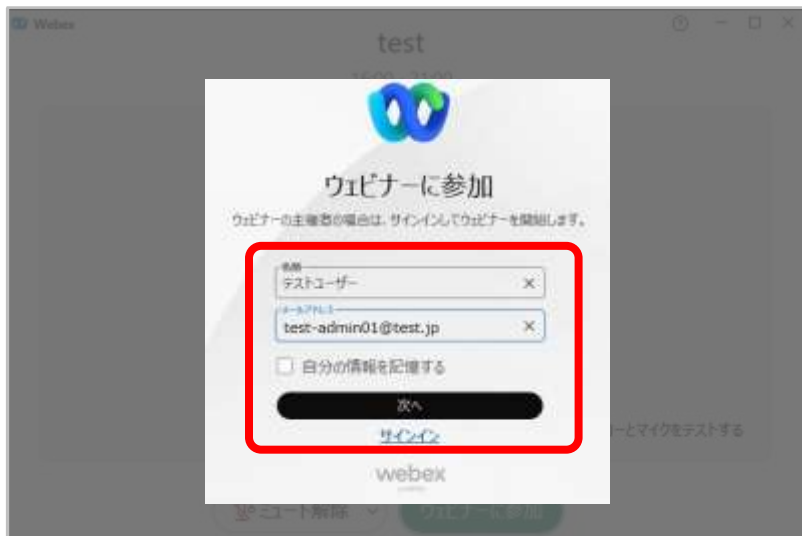 Webex
test
ウェビナーに参加
ウェビナーの主催者の場合は、サインインしてウェビナーを開始します。
名前
テストユーザー
メールアドレス
test-admin01@test.jp
自分の情報を記憶する
次へ
サインイン
ーとマイクをテストする
webex
ミュート解除
ウェビナーに参加